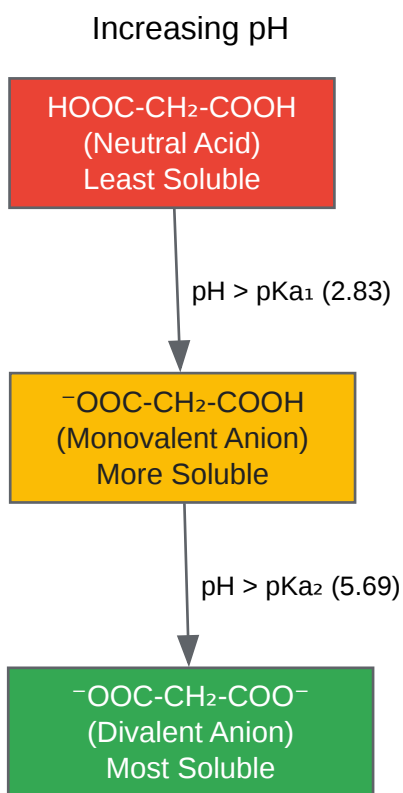 Increasing pH
HOOC-CH₂-COOH
(Neutral Acid)
Least Soluble
pH > pKa₁ (2.83)
⁻OOC-CH₂-COOH
(Monovalent Anion)
More Soluble
pH > pKa₂ (5.69)
⁻OOC-CH₂-COO⁻
(Divalent Anion)
Most Soluble